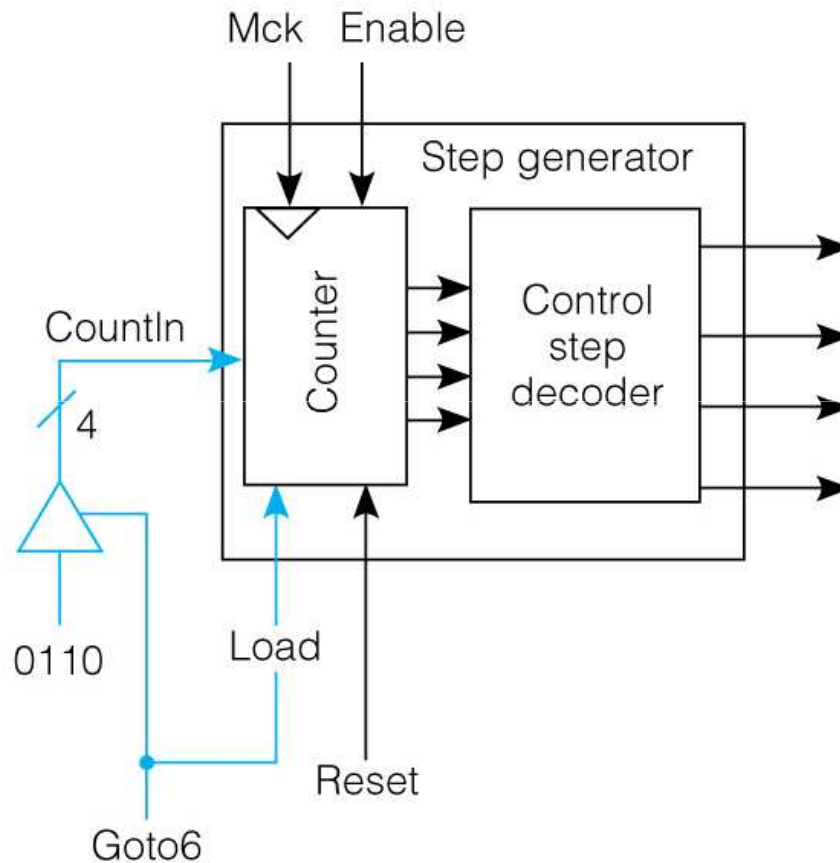 Mck Enable
Step generator
CountIn
4
Counter
Control
step
decoder
0110
Load
Reset
Goto6